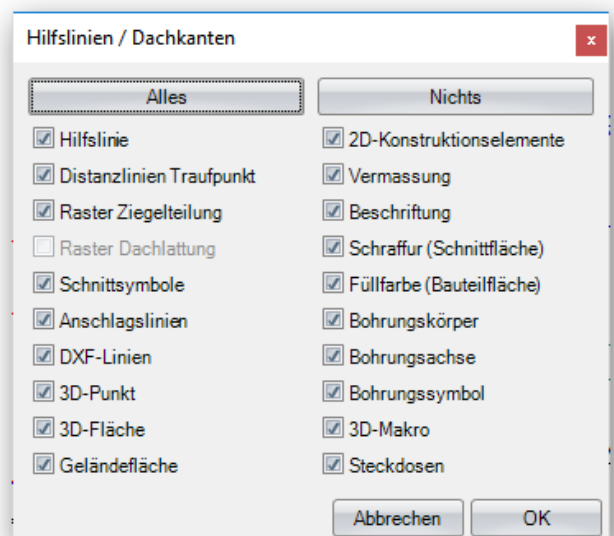 Hilfslinien / Dachkanten
x
Alles
Nichts
Hilfslinie
2D-Konstruktionselemente
Distanzlinien Traufpunkt
Vermassung
Raster Ziegelteilung
Beschriftung
Raster Dachlattung
Schraffur (Schnittfläche)
Schnittsymbole
Füllfarbe (Bauteilfläche)
Anschlagslinien
Bohrungskörper
DXF-Linien
Bohrungsachse
3D-Punkt
Bohrungssymbol
3D-Fläche
3D-Makro
Geländefläche
Steckdosen
Abbrechen
OK